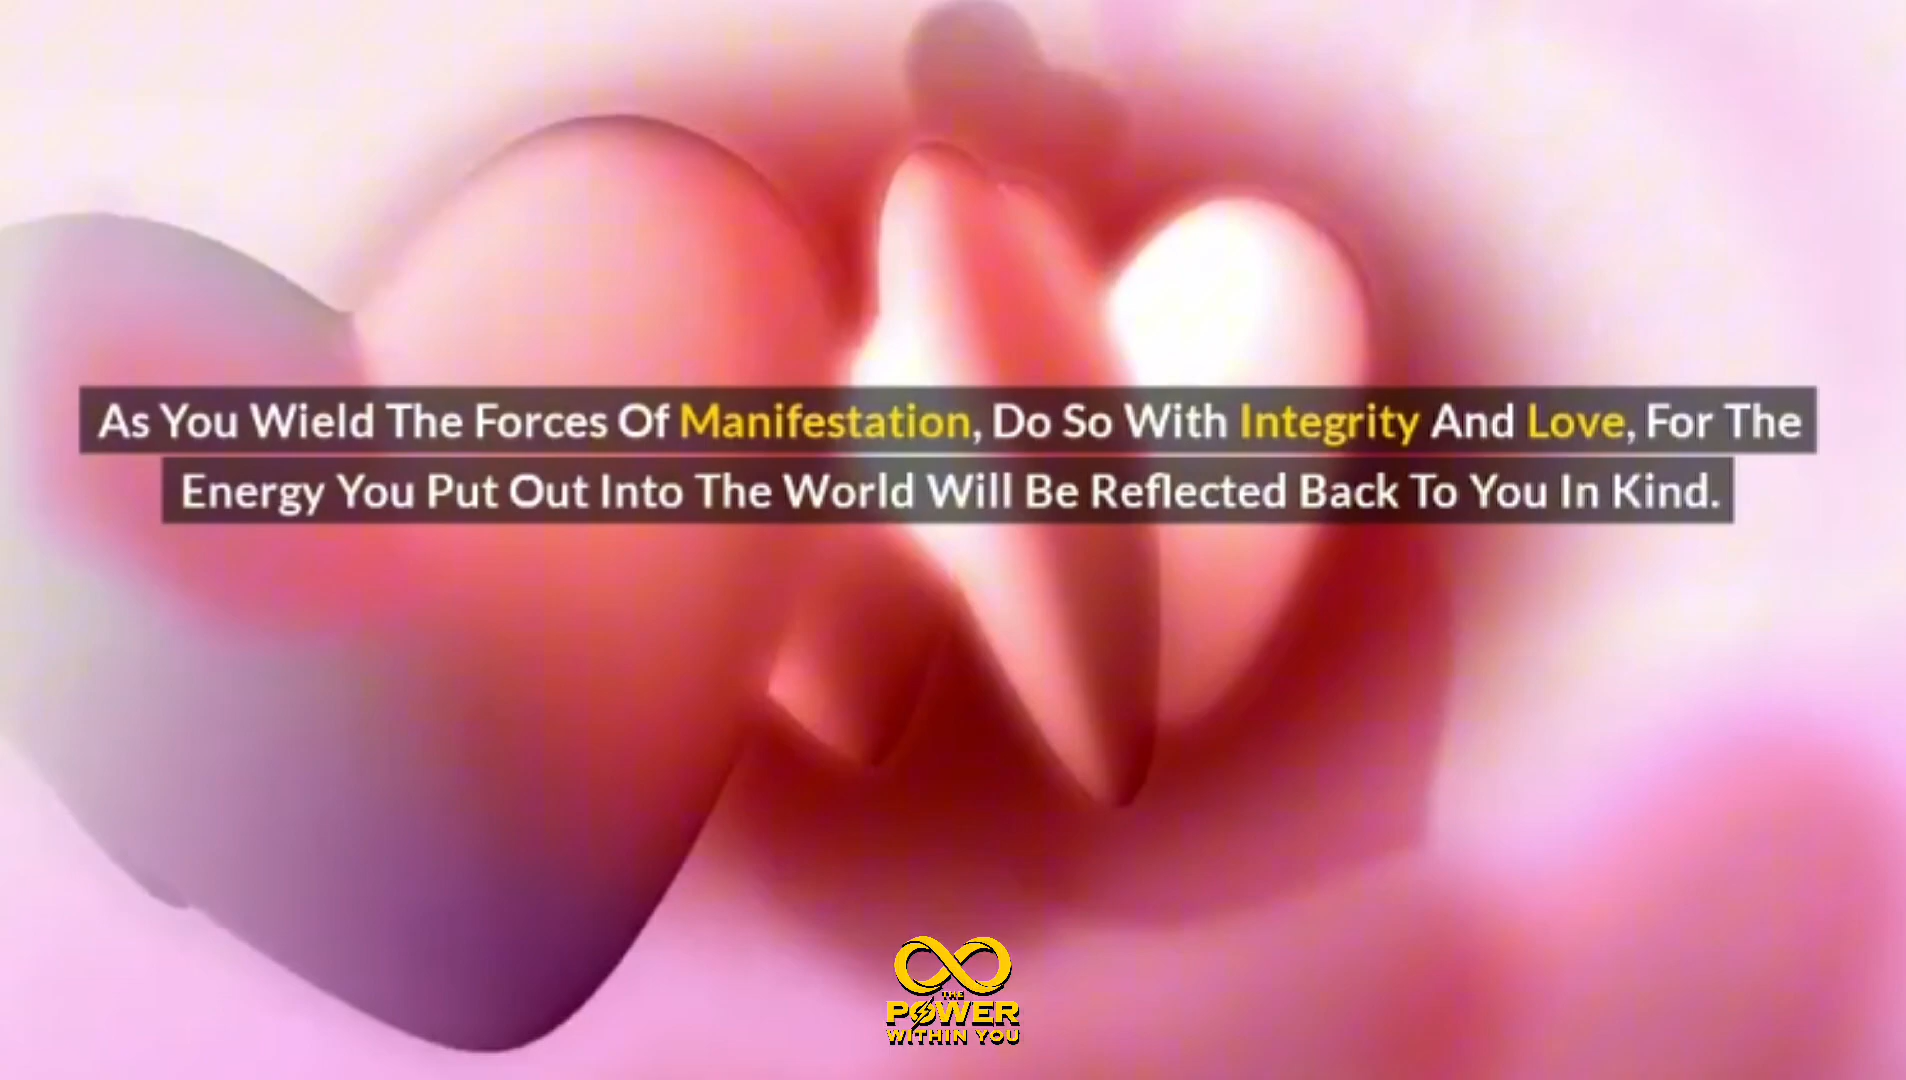 As You Wield The Forces Of Manifestation, Do So With Integrity And Love, For The
Energy You Put Out Into The World Will Be Reflected Back To You In Kind.
THE
POWER
WITHIN YOU